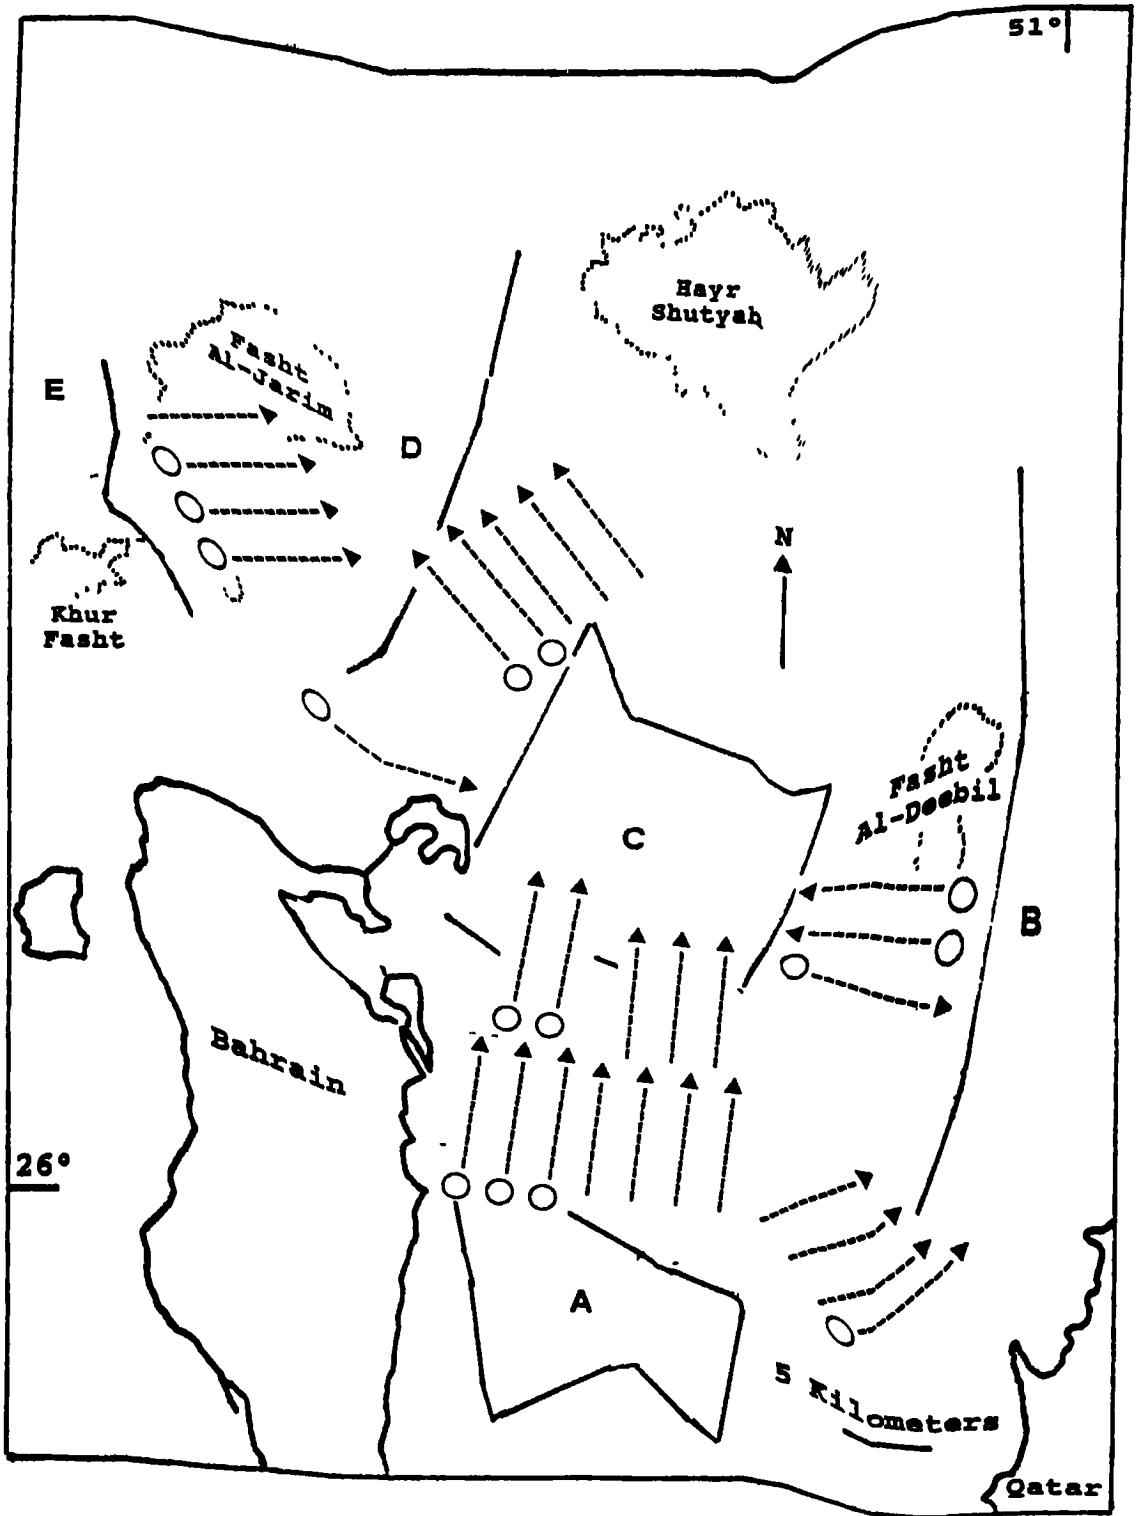 51°
Hayr
Shutyah
Fasht
Al-Jarim
E
D
N
Khur
Fasht
Fasht
Al-Deebil
C
B
Bahrain
26°
A
5 Kilometers
Qatar